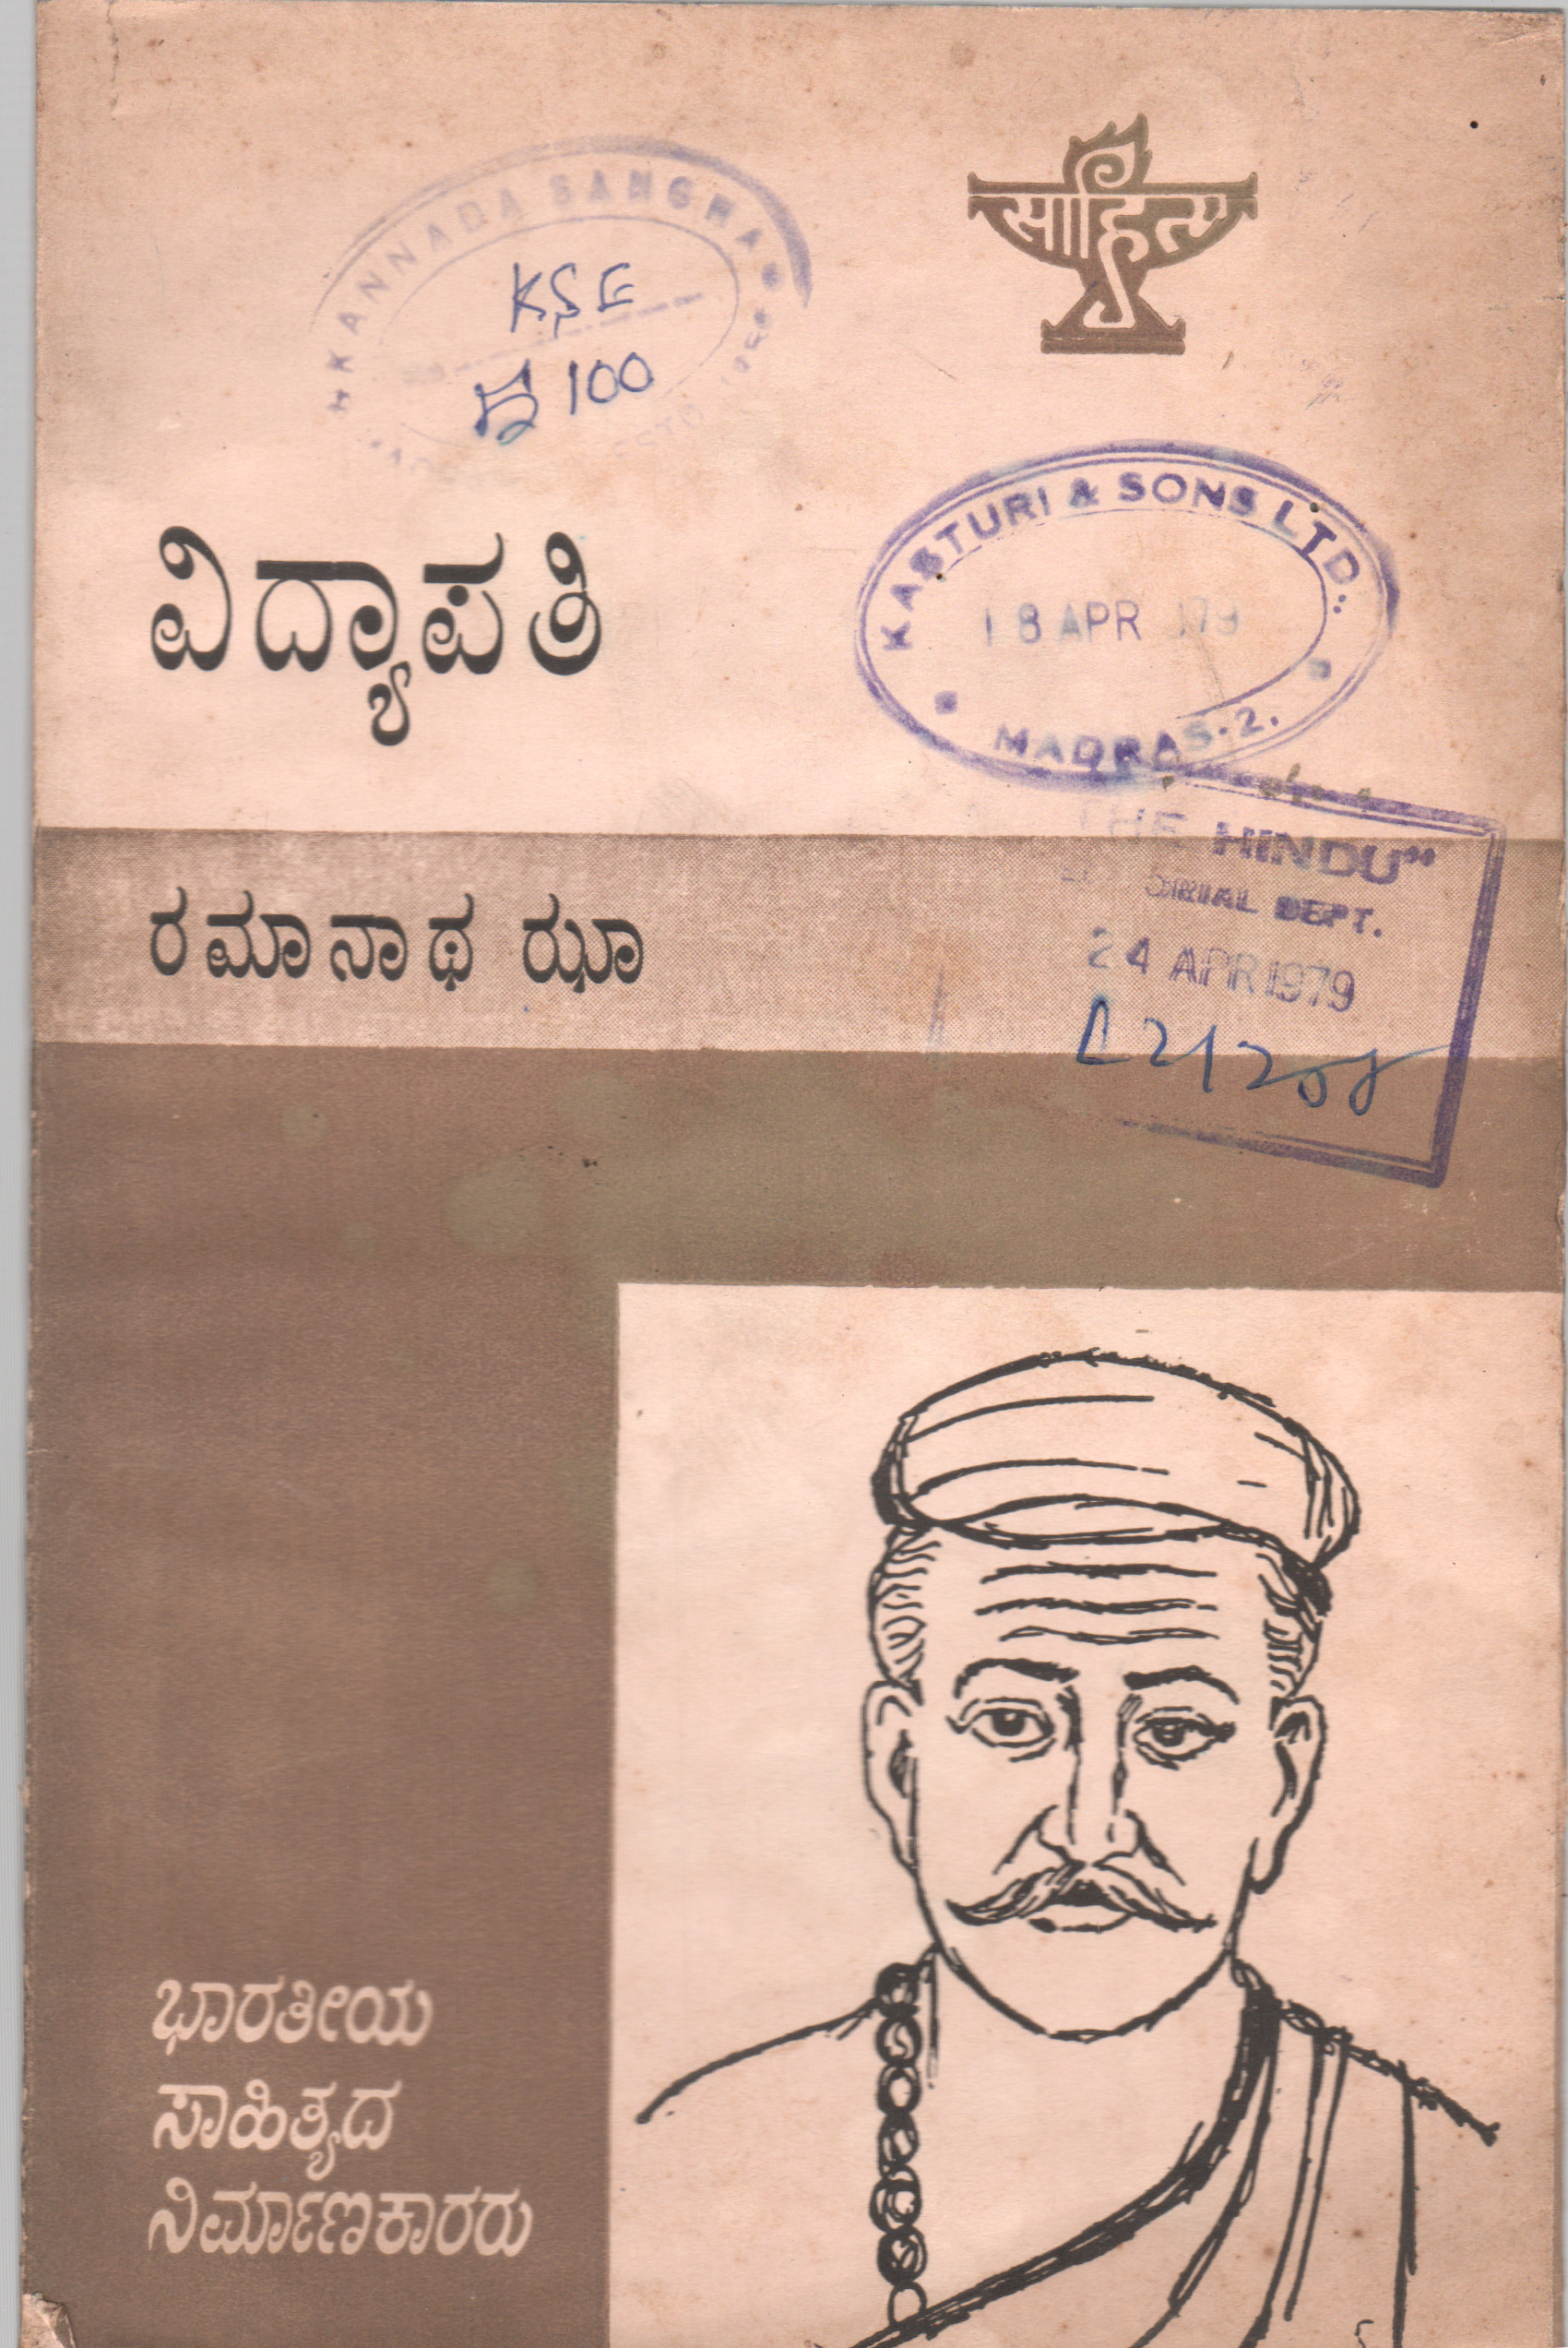 साहित्य
KANNADA SANGHA
KSE
100
KASTURI & SONS LTD.,
18 APR 1979
MADRAS-2.
ವಿದ್ಯಾಪತಿ
THE HINDU"
DEPT.
24 APR 1979
ರಮಾನಾಥ ಝಾ
ಭಾರತೀಯ
ಸಾಹಿತ್ಯದ
ನಿರ್ಮಾಣಕಾರರು